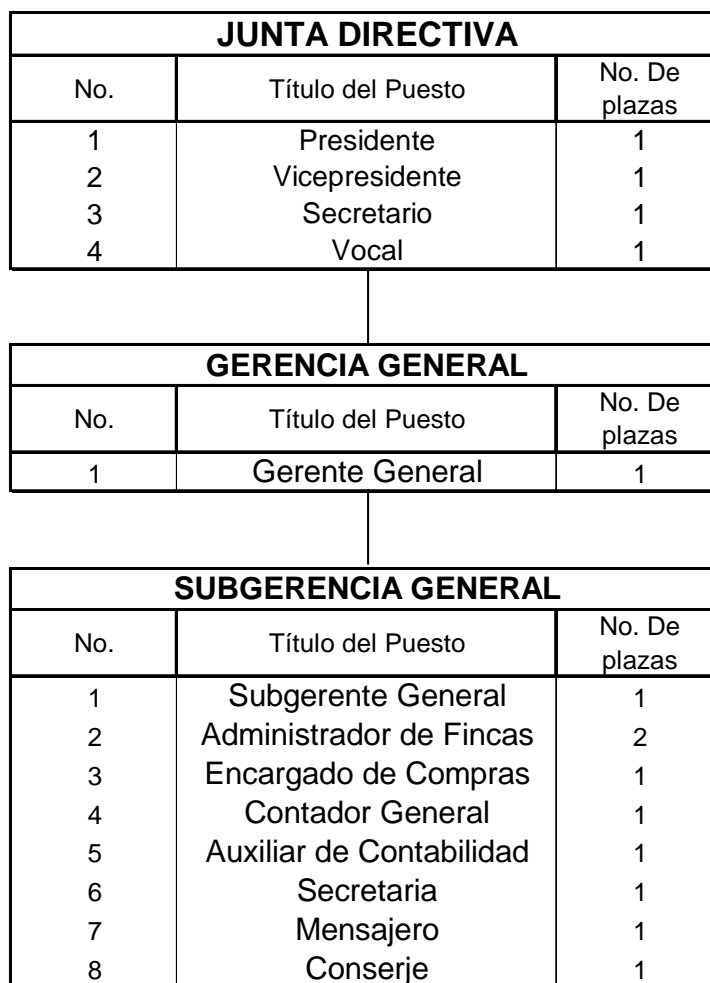 JUNTA DIRECTIVA
No. Título del Puesto No. De plazas
1 Presidente 1
2 Vicepresidente 1
3 Secretario 1
4 Vocal 1
GERENCIA GENERAL
No. Título del Puesto No. De plazas
1 Gerente General 1
SUBGERENCIA GENERAL
No. Título del Puesto No. De plazas
1 Subgerente General 1
2 Administrador de Fincas 2
3 Encargado de Compras 1
4 Contador General 1
5 Auxiliar de Contabilidad 1
6 Secretaria 1
7 Mensajero 1
8 Conserje 1